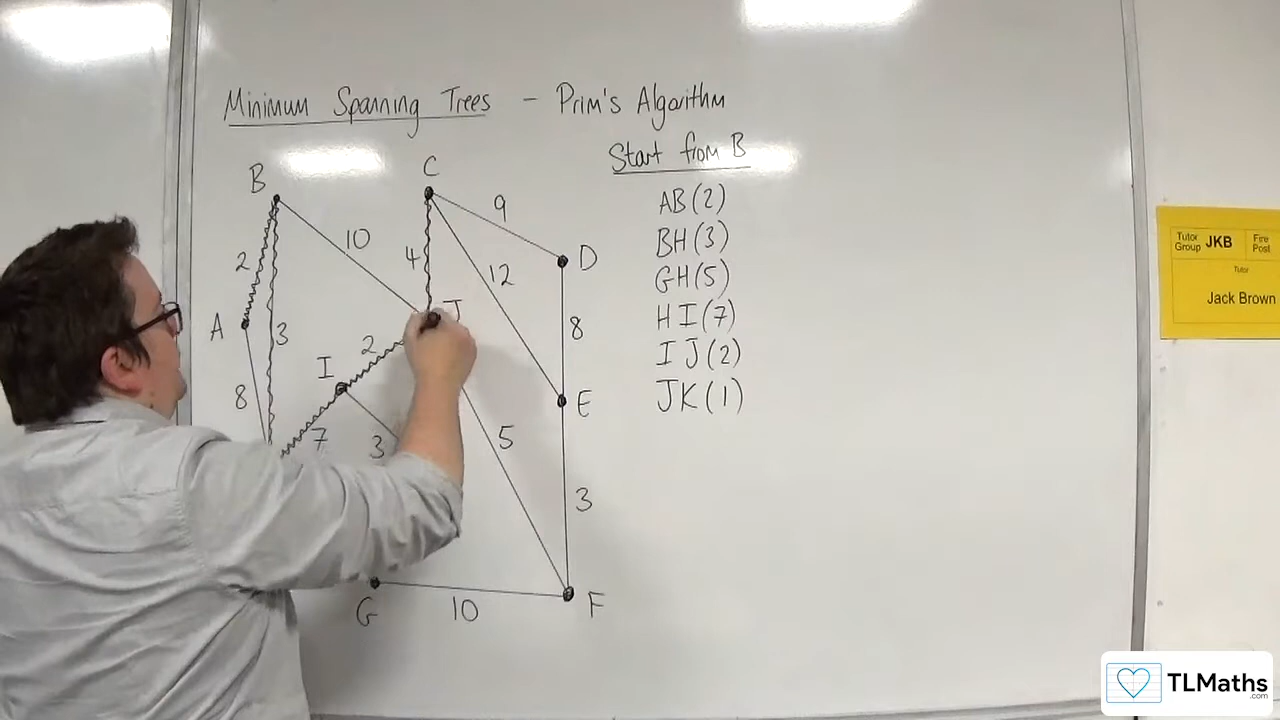 Minimum Spanning Trees - Prim's Algorithm
Start from B
AB(2)
BH(3)
GH(5)
HI(7)
IJ(2)
JK(1)
B
C
D
A
J
I
E
G
F
2
10
4
9
12
3
8
2
8
7
3
5
3
10
Tutor Group JKB
Fire Post
Tutor
Jack Brown
TLMaths
.com